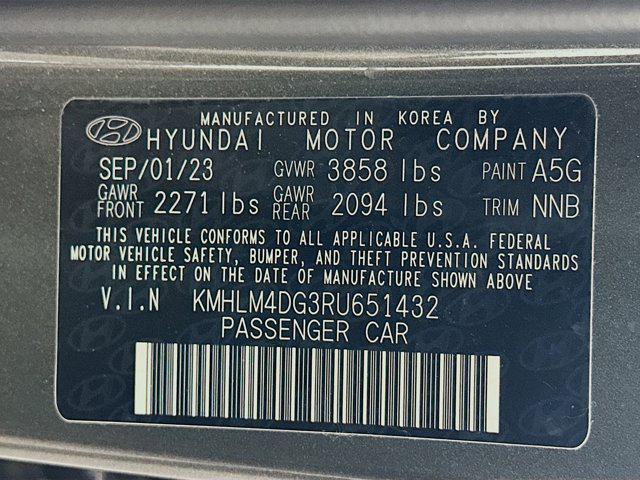 MANUFACTURED IN KOREA BY
HYUNDAI MOTOR COMPANY
SEP/01/23 GVWR 3858 lbs PAINT A5G
GAWR FRONT 2271 lbs GAWR REAR 2094 lbs TRIM NNB
THIS VEHICLE CONFORMS TO ALL APPLICABLE U.S.A. FEDERAL
MOTOR VEHICLE SAFETY, BUMPER, AND THEFT PREVENTION STANDARDS
IN EFFECT ON THE DATE OF MANUFACTURE SHOWN ABOVE
V.I.N KMHLM4DG3RU651432
PASSENGER CAR